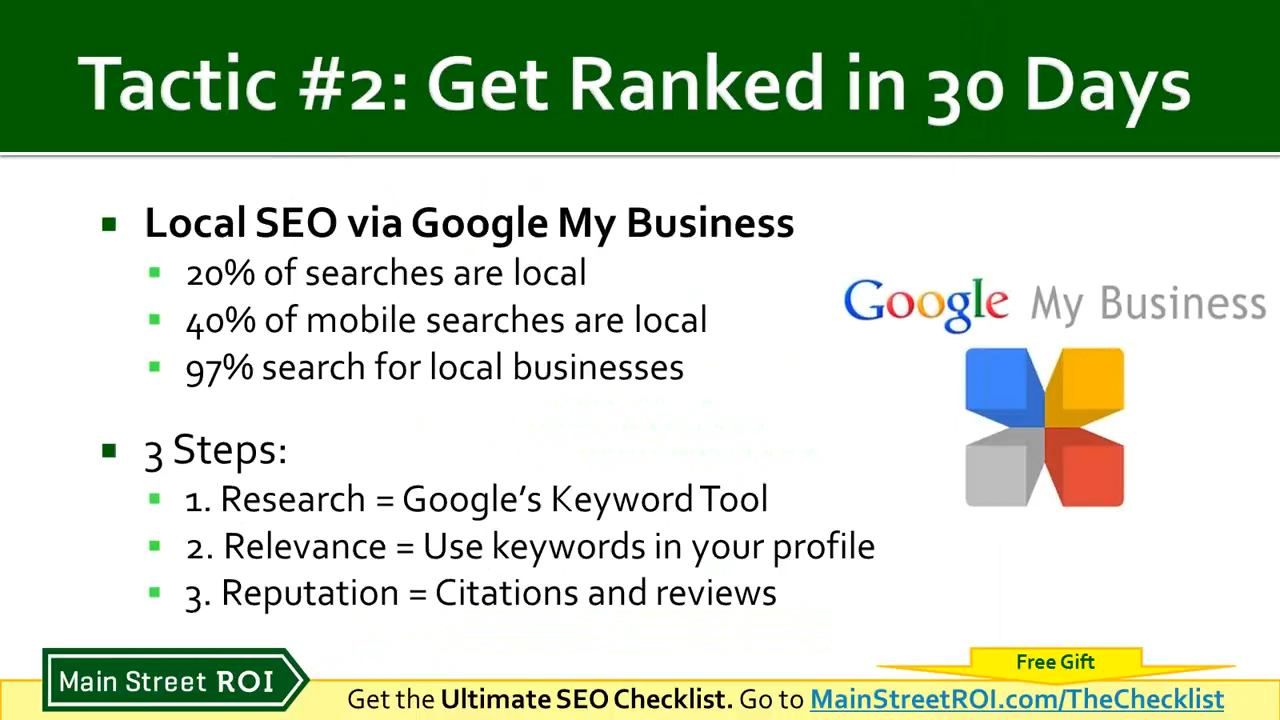 Tactic #2: Get Ranked in 30 Days
Local SEO via Google My Business
20% of searches are local
40% of mobile searches are local
97% search for local businesses
Google My Business
3 Steps:
1. Research = Google’s Keyword Tool
2. Relevance = Use keywords in your profile
3. Reputation = Citations and reviews
Main Street ROI
Free Gift
Get the Ultimate SEO Checklist. Go to MainStreetROI.com/TheChecklist